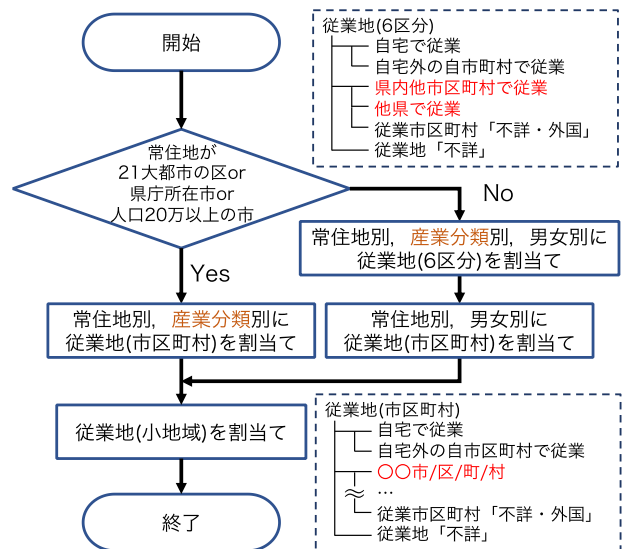 開始
従業地(6区分)
自宅で従業
自宅外の自市町村で従業
県内他市区町村で従業
他県で従業
従業市区町村「不詳・外国」
従業地「不詳」
常住地が
21大都市の区or
県庁所在市or
人口20万以上の市
No
Yes
常住地別，産業分類別，男女別に
従業地(6区分)を割当て
常住地別，産業分類別に
従業地(市区町村)を割当て
常住地別，男女別に
従業地(市区町村)を割当て
従業地(小地域)を割当て
終了
従業地(市区町村)
自宅で従業
自宅外の自市区町村で従業
〇〇市/区/町/村
…
従業市区町村「不詳・外国」
従業地「不詳」